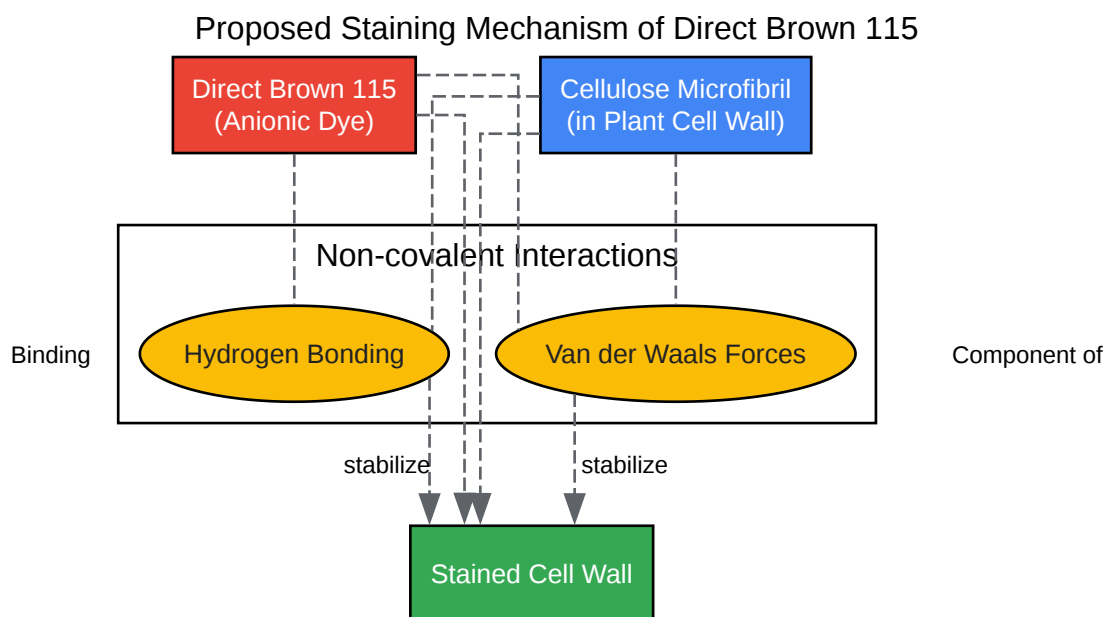 Proposed Staining Mechanism of Direct Brown 115
Direct Brown 115
(Anionic Dye)
Cellulose Microfibril
(in Plant Cell Wall)
Non-covalent Interactions
Binding
Hydrogen Bonding
Van der Waals Forces
Component of
stabilize
stabilize
Stained Cell Wall